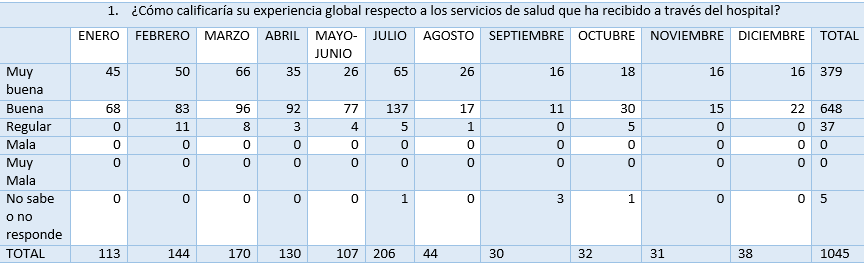 1. ¿Cómo calificaría su experiencia global respecto a los servicios de salud que ha recibido a través del hospital?
ENERO FEBRERO MARZO ABRIL MAYO- JULIO AGOSTO SEPTIEMBRE OCTUBRE NOVIEMBRE DICIEMBRE TOTAL
JUNIO
Muy 45 50 66 35 26 65 26 16 18 16 16 379
buena
Buena 68 83 96 92 77 137 17 11 30 15 22 648
Regular 0 11 8 3 4 5 1 0 5 0 0 37
Mala 0 0 0 0 0 0 0 0 0 0 0 0
Muy 0 0 0 0 0 0 0 0 0 0 0 0
Mala
No sabe 0 0 0 0 0 1 0 3 1 0 0 5
o no
responde
TOTAL 113 144 170 130 107 206 44 30 32 31 38 1045